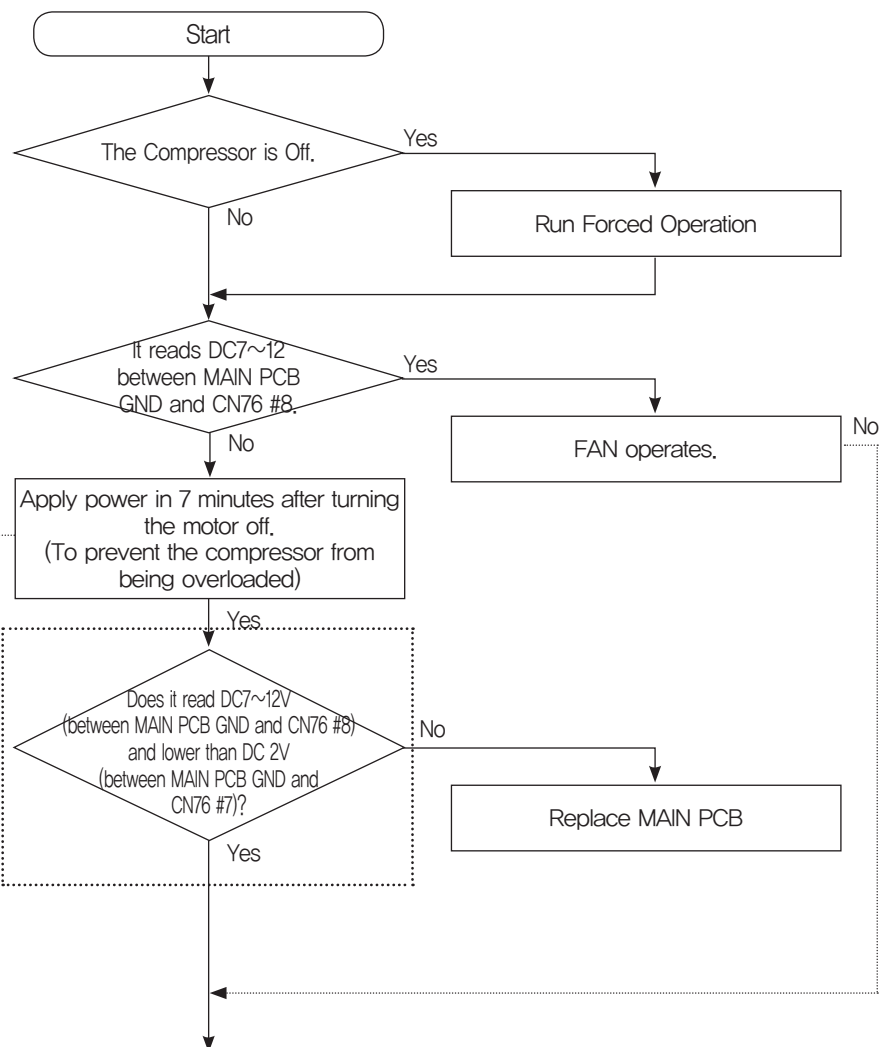 Start
The Compressor is Off.
Yes
No
Run Forced Operation
It reads DC7~12
between MAIN PCB
GND and CN76 #8.
Yes
No
FAN operates.
No
Apply power in 7 minutes after turning
the motor off.
(To prevent the compressor from
being overloaded)
Yes
Does it read DC7~12V
(between MAIN PCB GND and CN76 #8)
and lower than DC 2V
(between MAIN PCB GND and
CN76 #7)?
No
Replace MAIN PCB
Yes